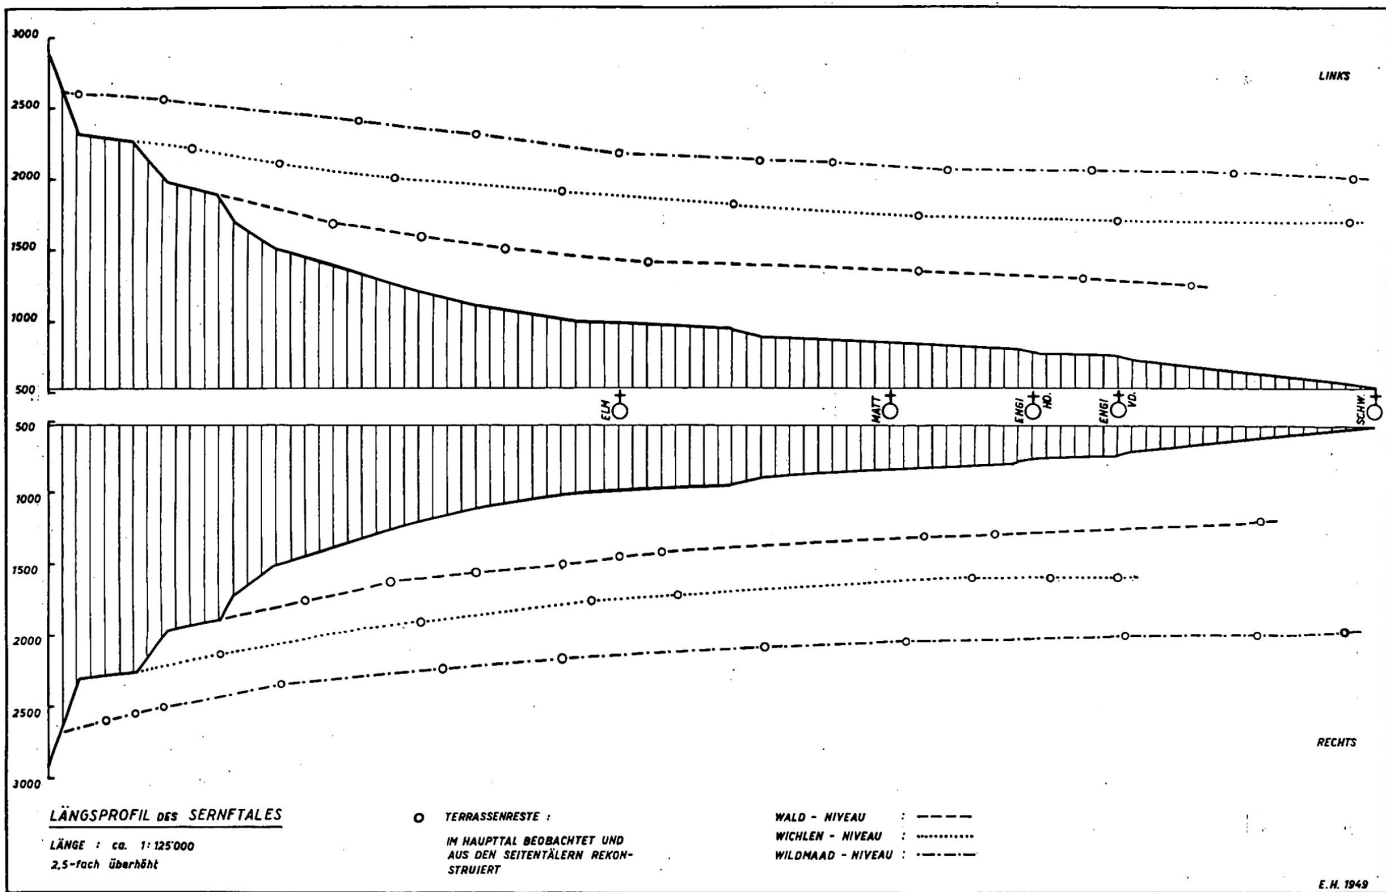 3000
2500
2000
1500
1000
500
LINKS
ELM
MATT
ENGI HD.
ENGI VD.
SCHW.
500
1000
1500
2000
2500
3000
RECHTS
LÄNGSPROFIL DES SERNFTALES
LÄNGE : ca. 1:125'000
2,5-fach überhöht
TERRASSENRESTE :
IM HAUPTTAL BEOBACHTET UND
AUS DEN SEITENTÄLERN REKON-
STRUIERT
WALD - NIVEAU :
WICHLEN - NIVEAU :
WILDMAAD - NIVEAU :
E.H. 1949